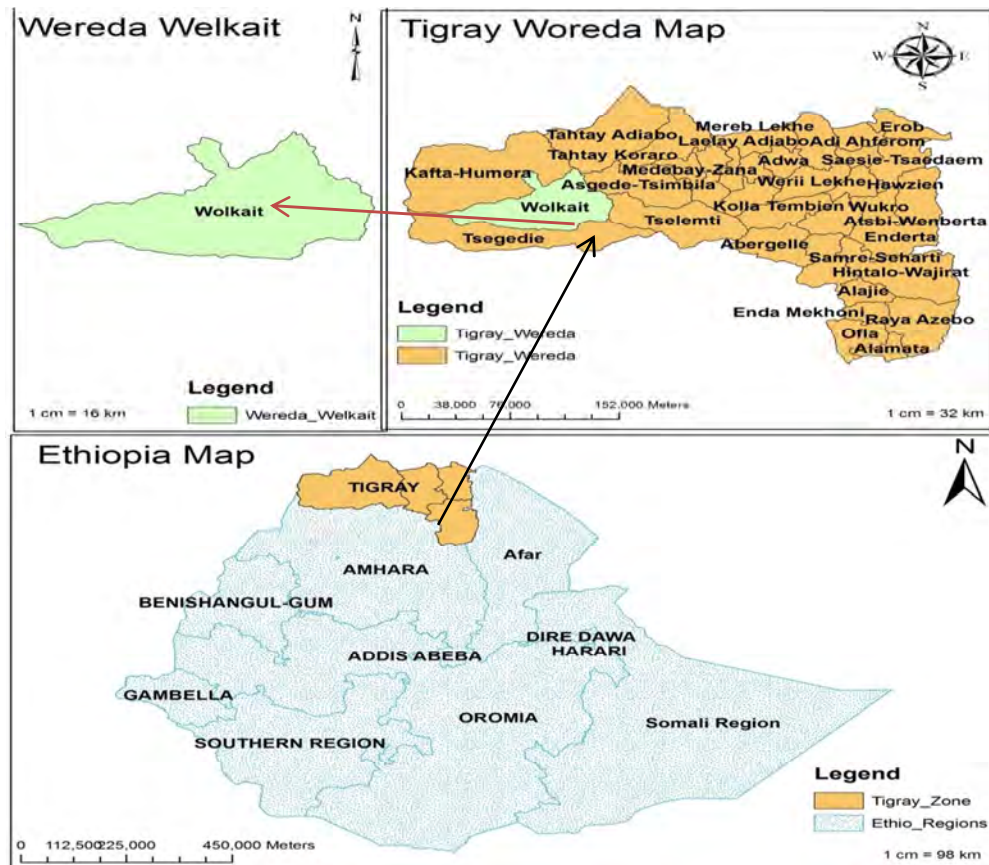 Wereda Welkait
N
Wolkait
Legend
1 cm = 16 km
Wereda_Welkait
Tigray Woreda Map
N
W E
S
Mereb Lekhe
Erob
Tahtay Adiabo
Laelay Adiabo
Adi Ahferom
Tahtay Koraro
Adwa
Saesie-Tsaedaem
Kafta-Humera
Medebay-Zana
Asgede-Tsimbila
Werii Lekhe
Hawzien
Wolkait
Kolla Tembien
Wukro
Tselemti
Atsbi-Wenberta
Tsegedie
Abergelle
Enderta
Samre-Seharti
Hintalo-Wajirat
Alajie
Enda Mekhoni
Raya Azebo
Ofla
Alamata
Legend
Tigray_Wereda
Tigray_Wereda
0 38,000 76,000 152,000 Meters
1 cm = 32 km
Ethiopia Map
N
TIGRAY
Afar
AMHARA
BENISHANGUL-GUM
DIRE DAWA
HARARI
ADDIS ABEBA
GAMBELLA
OROMIA
Somali Region
SOUTHERN REGION
Legend
Tigray_Zone
Ethio_Regions
0 112,500 225,000 450,000 Meters
1 cm = 98 km